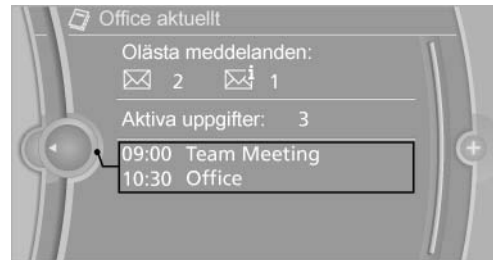 Office aktuellt
Olästa meddelanden:
2 1
Aktiva uppgifter: 3
09:00 Team Meeting
10:30 Office